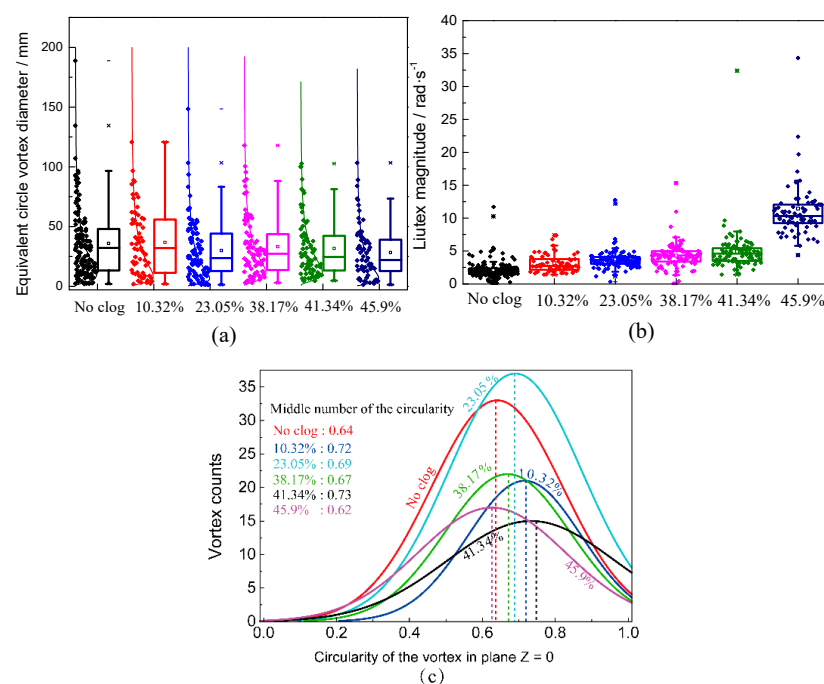 Equivalent circle vortex diameter / mm
200
150
100
50
0
No clog 10.32% 23.05% 38.17% 41.34% 45.9%
(a)
Liutex magnitude / rad·s⁻¹
40
35
30
25
20
15
10
5
0
No clog 10.32% 23.05% 38.17% 41.34% 45.9%
(b)
Vortex counts
35
30
25
20
15
10
5
0
Middle number of the circularity
No clog : 0.64
10.32% : 0.72
23.05% : 0.69
38.17% : 0.67
41.34% : 0.73
45.9% : 0.62
23.05%
No clog
38.17%
10.32%
41.34%
45.9%
0.0 0.2 0.4 0.6 0.8 1.0
Circularity of the vortex in plane Z = 0
(c)